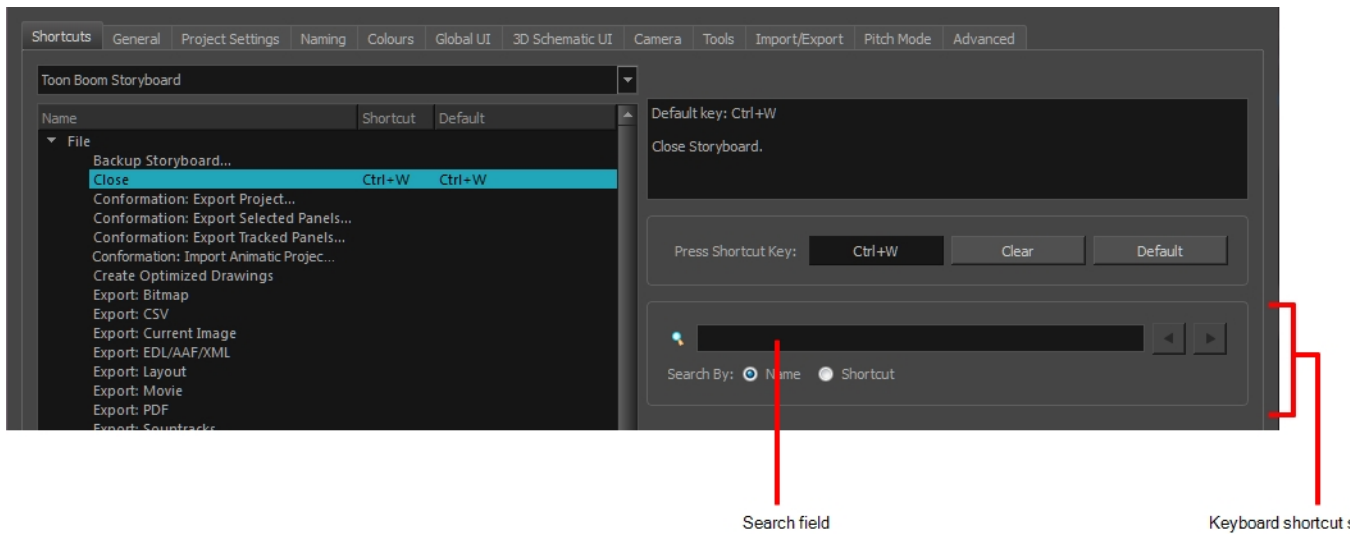 Shortcuts General Project Settings Naming Colours Global UI 3D Schematic UI Camera Tools Import/Export Pitch Mode Advanced
Toon Boom Storyboard
Name Shortcut Default
File
Backup Storyboard...
Close Ctrl+W Ctrl+W
Conformation: Export Project...
Conformation: Export Selected Panels...
Conformation: Export Tracked Panels...
Conformation: Import Animatic Projec...
Create Optimized Drawings
Export: Bitmap
Export: CSV
Export: Current Image
Export: EDL/AAF/XML
Export: Layout
Export: Movie
Export: PDF
Export: Sountracks
Default key: Ctrl+W
Close Storyboard.
Press Shortcut Key: Ctrl+W Clear Default
Search By: Name Shortcut
Search field
Keyboard shortcut s